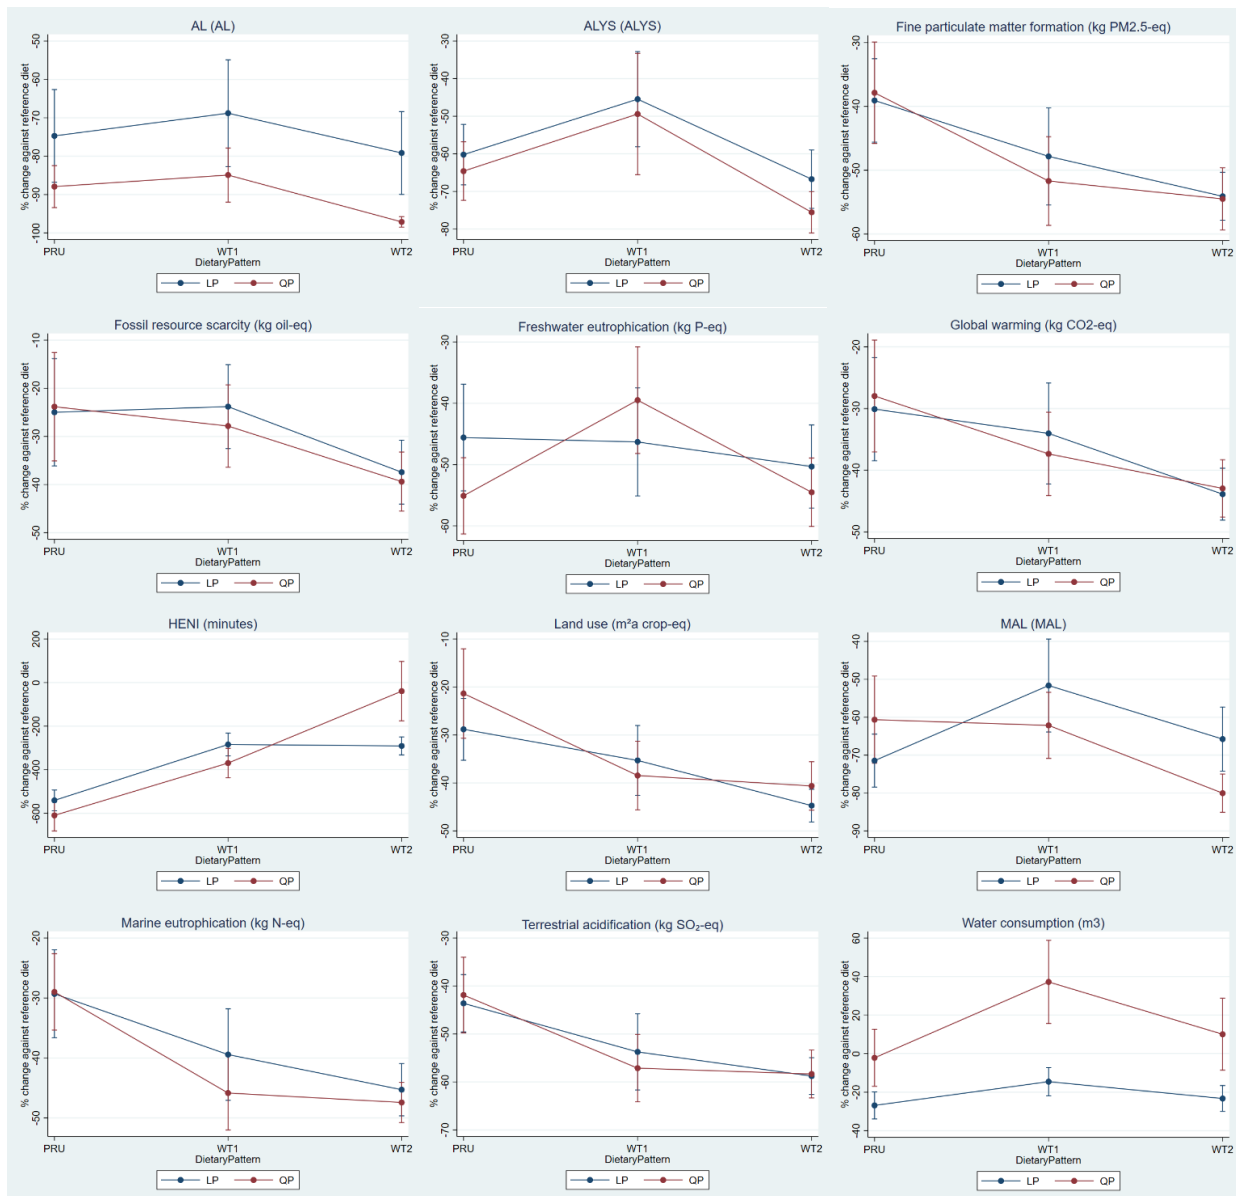 AL (AL)
% change against reference diet
-50
-60
-70
-80
-90
-100
PRU
WT1
WT2
DietaryPattern
LP
QP
ALYS (ALYS)
% change against reference diet
-30
-40
-50
-60
-70
-80
PRU
WT1
WT2
DietaryPattern
LP
QP
Fine particulate matter formation (kg PM2.5-eq)
% change against reference diet
-30
-40
-50
-60
PRU
WT1
WT2
DietaryPattern
LP
QP
Fossil resource scarcity (kg oil-eq)
% change against reference diet
-10
-20
-30
-40
-50
PRU
WT1
WT2
DietaryPattern
LP
QP
Freshwater eutrophication (kg P-eq)
% change against reference diet
-30
-40
-50
-60
PRU
WT1
WT2
DietaryPattern
LP
QP
Global warming (kg CO2-eq)
% change against reference diet
-20
-30
-40
-50
PRU
WT1
WT2
DietaryPattern
LP
QP
HENI (minutes)
% change against reference diet
200
0
-200
-400
-600
PRU
WT1
WT2
DietaryPattern
LP
QP
Land use (m²a crop-eq)
% change against reference diet
-10
-20
-30
-40
-50
PRU
WT1
WT2
DietaryPattern
LP
QP
MAL (MAL)
% change against reference diet
-40
-50
-60
-70
-80
-90
PRU
WT1
WT2
DietaryPattern
LP
QP
Marine eutrophication (kg N-eq)
% change against reference diet
-20
-30
-40
-50
PRU
WT1
WT2
DietaryPattern
LP
QP
Terrestrial acidification (kg SO₂-eq)
% change against reference diet
-30
-40
-50
-60
-70
PRU
WT1
WT2
DietaryPattern
LP
QP
Water consumption (m3)
% change against reference diet
60
40
20
0
-20
-40
PRU
WT1
WT2
DietaryPattern
LP
QP